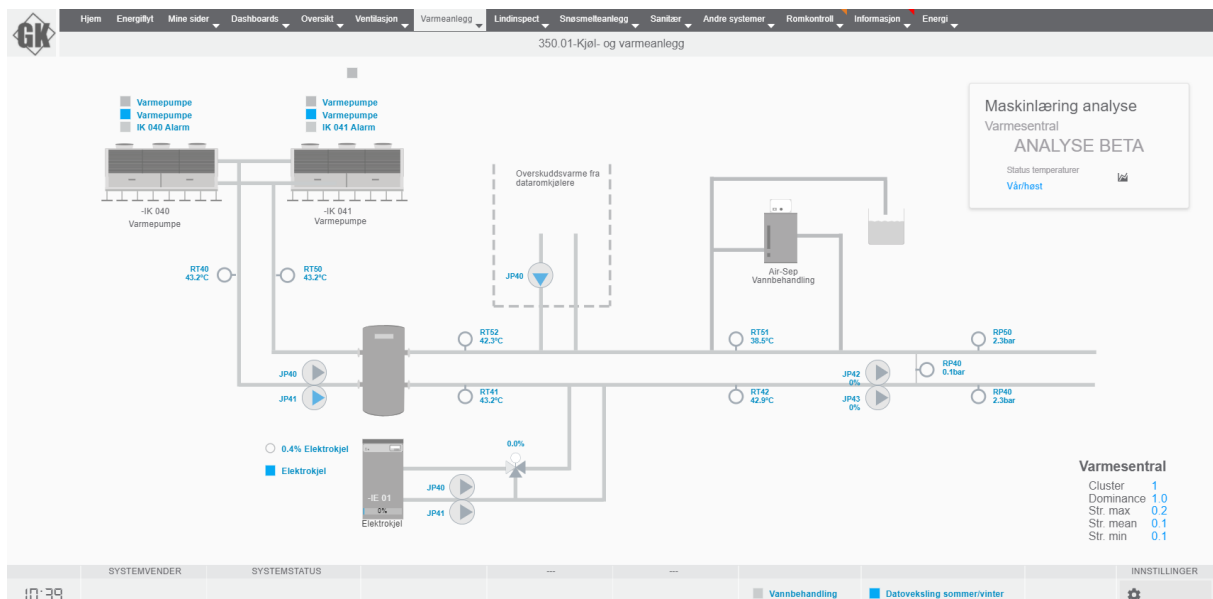 GK
Hjem Energiflyt Mine sider Dashboards Oversikt Ventilasjon Varmeanlegg Lindinspect Snøsmelteanlegg Sanitær Andre systemer Romkontroll Informasjon Energi
350.01-Kjøl- og varmeanlegg
Varmepumpe
Varmepumpe
IK 040 Alarm
Varmepumpe
Varmepumpe
IK 041 Alarm
-IK 040
Varmepumpe
-IK 041
Varmepumpe
Overskuddsvarme fra
dataromkjølere
Maskinlæring analyse
Varmesentral
ANALYSE BETA
Status temperaturer
Vår/høst
RT40
43.2°C
RT50
43.2°C
JP40
Air-Sep
Vannbehandling
RT52
42.3°C
RT51
38.5°C
RP50
2.3bar
JP40
JP41
RT41
43.2°C
RT42
42.9°C
JP42
0%
JP43
0%
RP40
0.1bar
RP40
2.3bar
0.4% Elektrokjel
Elektrokjel
0.0%
-IE 01
0%
Elektrokjel
JP40
JP41
Varmesentral
Cluster 1
Dominance 1.0
Str. max 0.2
Str. mean 0.1
Str. min 0.1
SYSTEMVENDER SYSTEMSTATUS --- --- INNSTILLINGER
10:39 Vannbehandling Datoveksling sommer/vinter